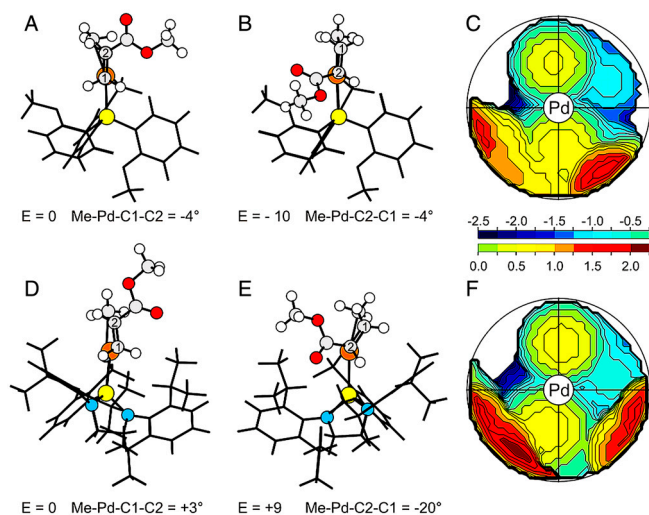 A
B
C
2
1
1
2
Pd
E = 0 Me-Pd-C1-C2 = -4°
E = - 10 Me-Pd-C2-C1 = -4°
-2.5 -2.0 -1.5 -1.0 -0.5
0.0 0.5 1.0 1.5 2.0
D
E
F
2
1
1
2
Pd
E = 0 Me-Pd-C1-C2 = +3°
E = +9 Me-Pd-C2-C1 = -20°